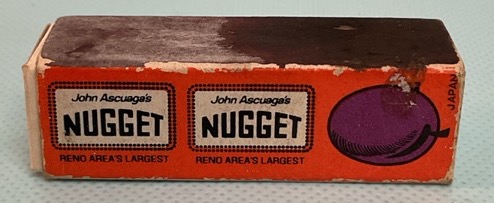 John Ascuaga's
NUGGET
RENO AREA'S LARGEST
John Ascuaga's
NUGGET
RENO AREA'S LARGEST
JAPAN